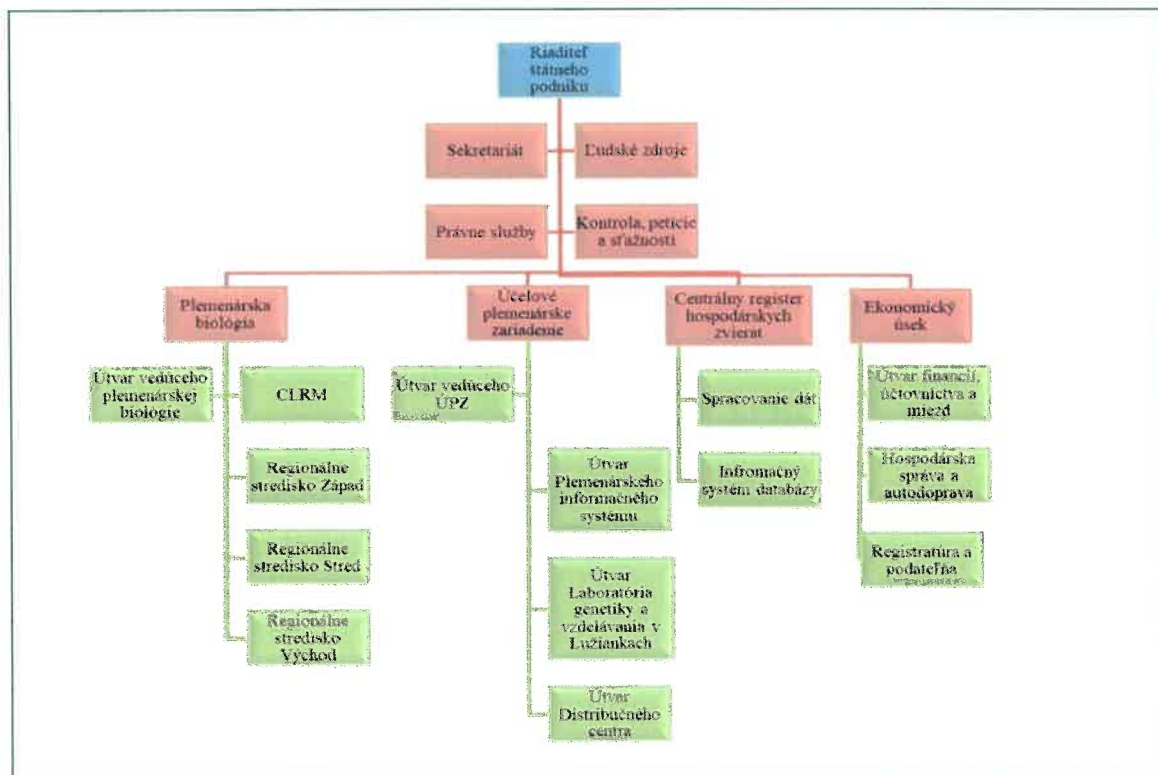 Riaditeľ
štátneho
podniku
Sekretariát
Ľudské zdroje
Právne služby
Kontrola, petície
a sťažnosti
Plemenárska
biológia
Účelové
plemenárske
zariadenie
Centrálny register
hospodárskych
zvierat
Ekonomický
úsek
Útvar vedúceho
plemenárskej
biológie
CLRM
Regionálne
stredisko Západ
Regionálne
stredisko Stred
Regionálne
stredisko
Východ
Útvar vedúceho
ÚPZ
Útvar
Plemenárskeho
informačného
systému
Útvar
Laboratória
genetiky a
vzdelávania v
Lužiankach
Útvar
Distribučného
centra
Spracovanie dát
Infromačný
systém databázy
Útvar financií,
účtovníctva a
miezd
Hospodárska
správa a
autodoprava
Registratúra a
podateľňa